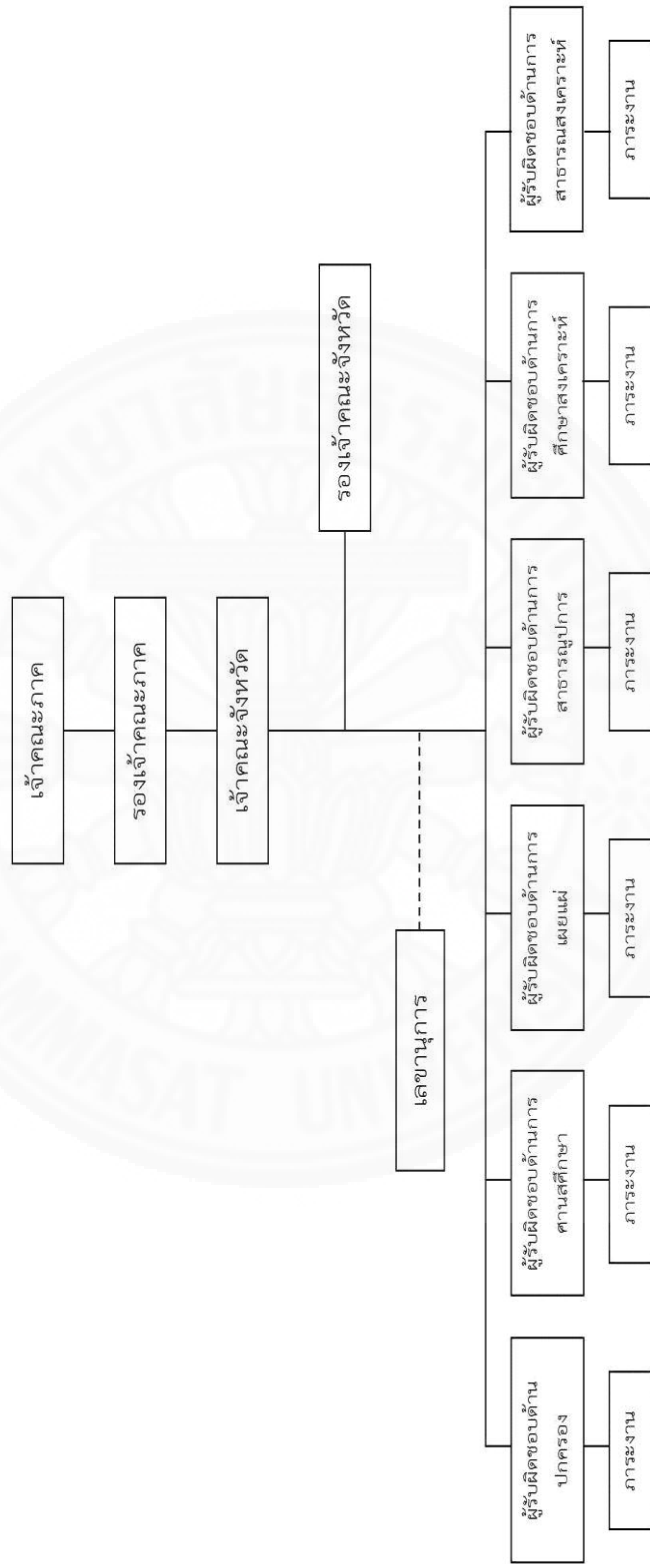 เจ้าคณะภาค
รองเจ้าคณะภาค
เจ้าคณะจังหวัด
รองเจ้าคณะจังหวัด
เลขานุการ
ผู้รับผิดชอบด้าน
ปกครอง
ผู้รับผิดชอบด้านการ
ศานสศึกษา
ผู้รับผิดชอบด้านการ
เผยแผ่
ผู้รับผิดชอบด้านการ
สาธารณูปการ
ผู้รับผิดชอบด้านการ
ศึกษาสงเคราะห์
ผู้รับผิดชอบด้านการ
สาธารณสงเคราะห์
ภาระงาน
ภาระงาน
ภาระงาน
ภาระงาน
ภาระงาน
ภาระงาน